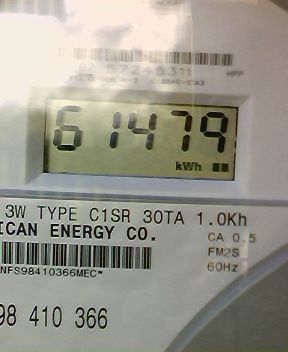 61479
kWh
3W TYPE C1SR 30TA 1.0Kh
ICAN ENERGY CO.
CA 0.5
FM2S
60Hz
NFS98410366MEC*
98 410 366